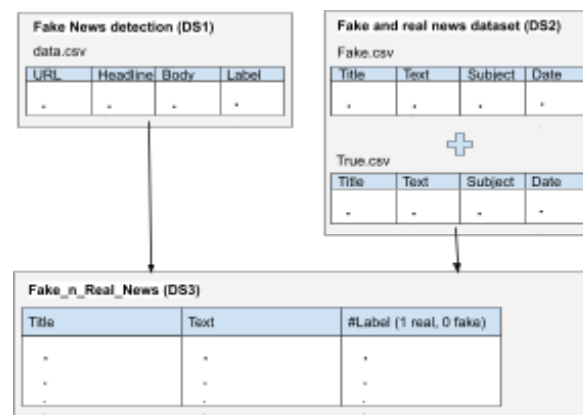 Fake News detection (DS1)
data.csv
URL Headline Body Label
Fake and real news dataset (DS2)
Fake.csv
Title Text Subject Date
True.csv
Title Text Subject Date
Fake_n_Real_News (DS3)
Title Text #Label (1 real, 0 fake)